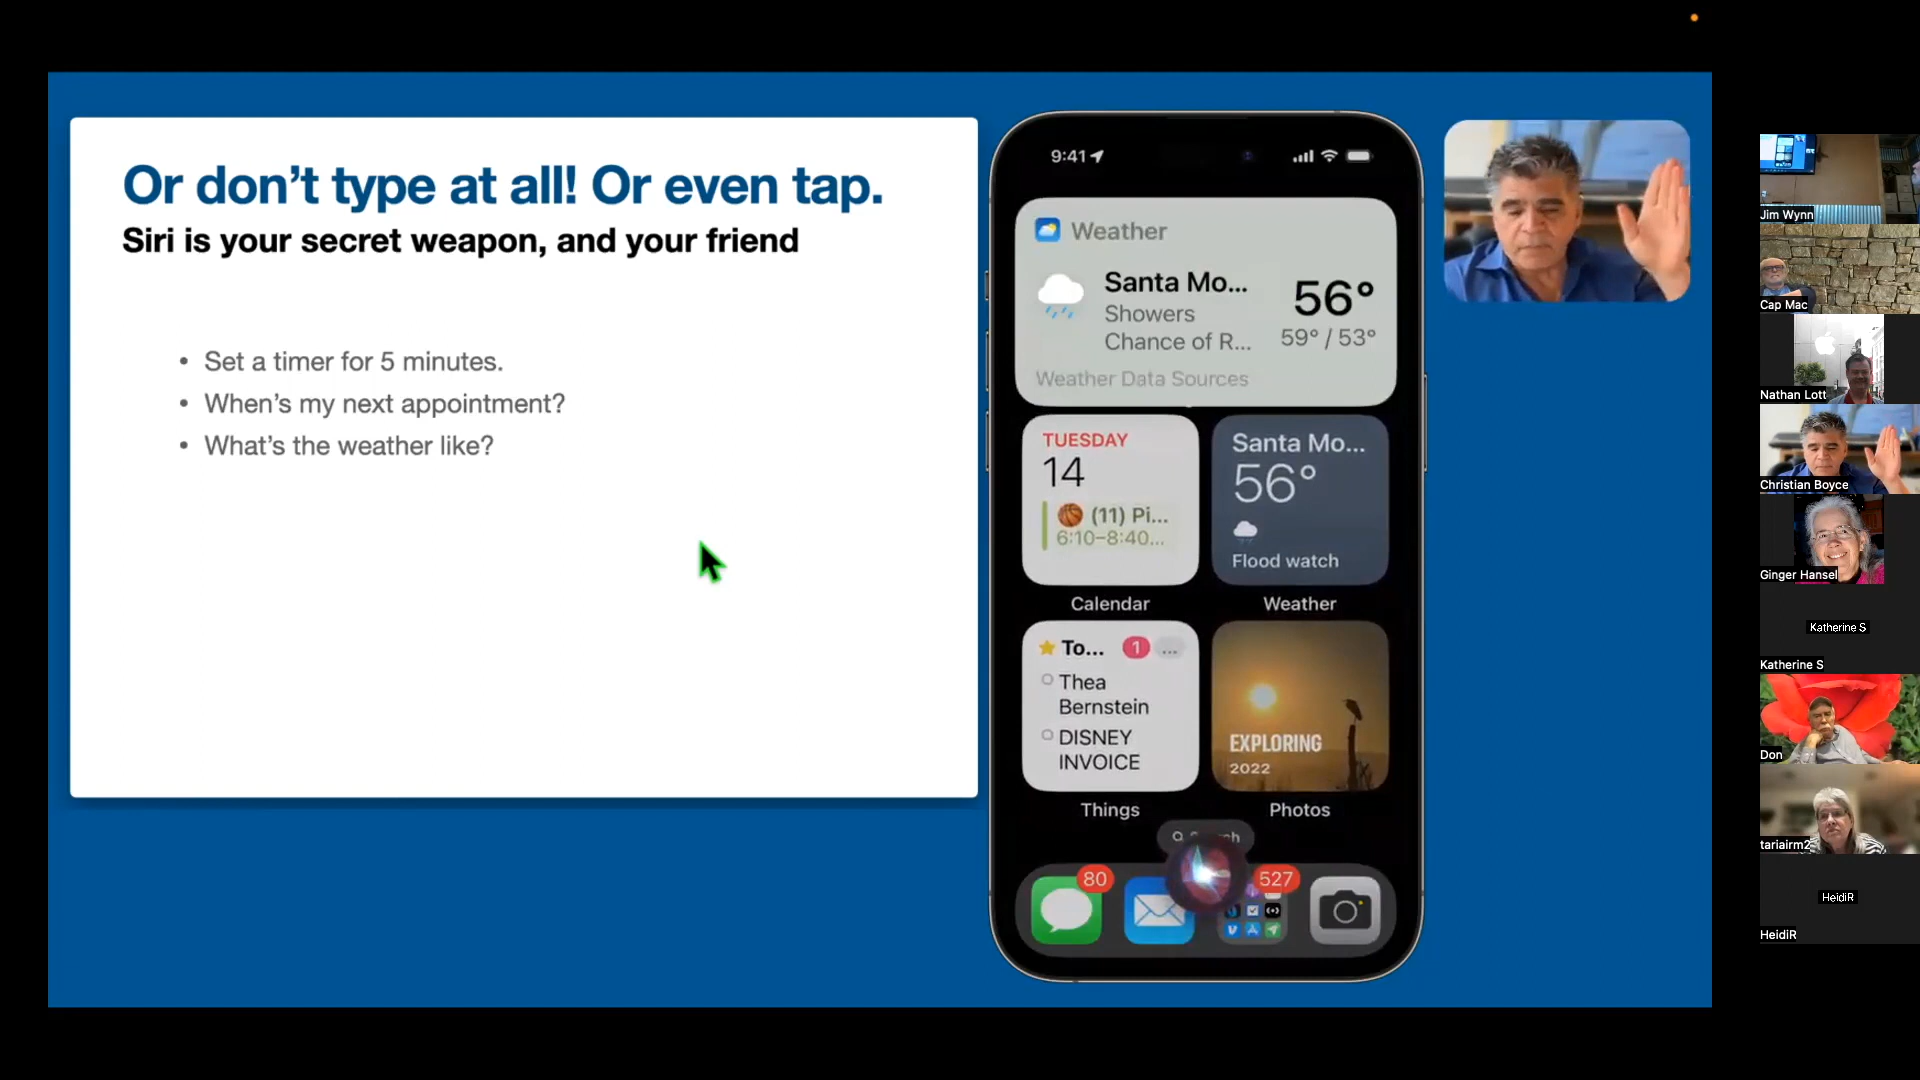 Or don’t type at all! Or even tap.
Siri is your secret weapon, and your friend
• Set a timer for 5 minutes.
• When’s my next appointment?
• What’s the weather like?
9:41
Weather
Santa Mo...
56°
Showers
Chance of R...
59° / 53°
Weather Data Sources
TUESDAY
14
(11) Pi...
6:10–8:40...
Calendar
Santa Mo...
56°
Flood watch
Weather
To...
1
...
Thea
Bernstein
DISNEY
INVOICE
Things
EXPLORING
2022
Photos
80
527
Jim Wynn
Cap Mac
Nathan Lott
Christian Boyce
Ginger Hansel
Katherine S
Katherine S
Don
tariairm2
HeidiR
HeidiR